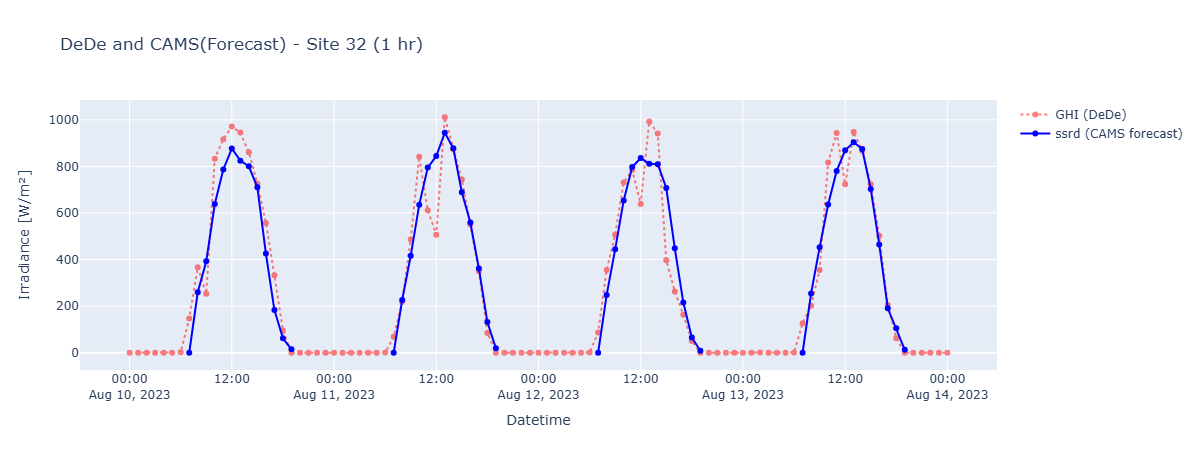 DeDe and CAMS(Forecast) - Site 32 (1 hr)
GHI (DeDe)
ssrd (CAMS forecast)
Irradiance [W/m²]
1000
800
600
400
200
0
00:00 12:00 00:00 12:00 00:00 12:00 00:00 12:00 00:00
Aug 10, 2023 Aug 11, 2023 Aug 12, 2023 Aug 13, 2023 Aug 14, 2023
Datetime